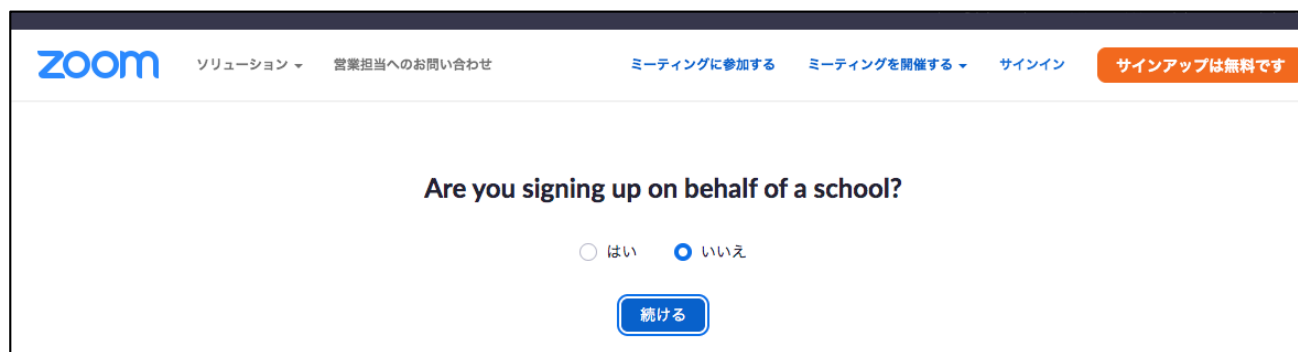 zoom ソリューション 営業担当へのお問い合わせ ミーティングに参加する ミーティングを開催する サインイン サインアップは無料です
Are you signing up on behalf of a school?
はい いいえ
続ける